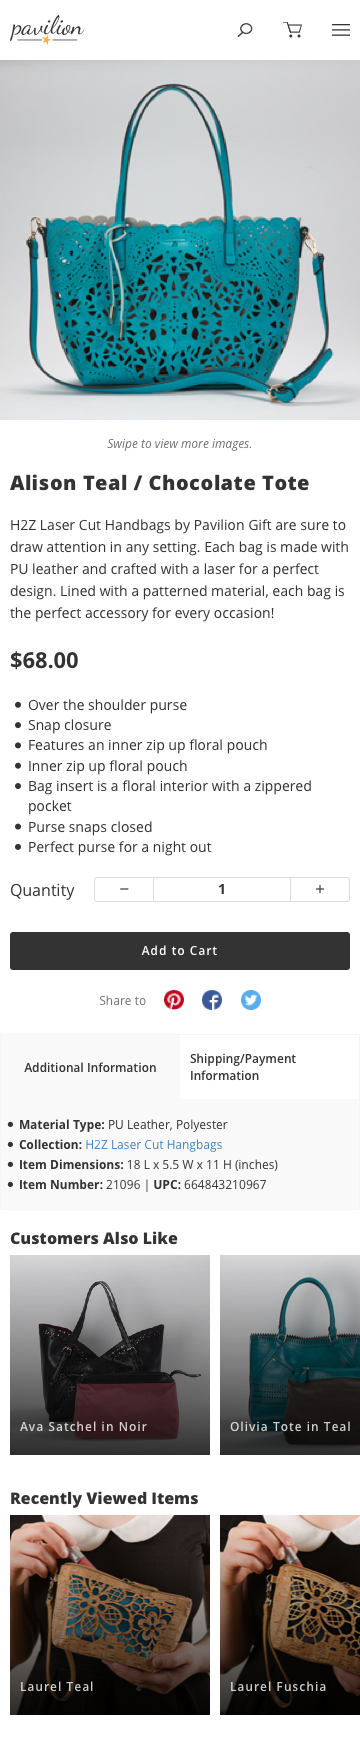 pavilion
Swipe to view more images.
Alison Teal / Chocolate Tote
H2Z Laser Cut Handbags by Pavilion Gift are sure to
draw attention in any setting. Each bag is made with
PU leather and crafted with a laser for a perfect
design. Lined with a patterned material, each bag is
the perfect accessory for every occasion!
$68.00
Over the shoulder purse
Snap closure
Features an inner zip up floral pouch
Inner zip up floral pouch
Bag insert is a floral interior with a zippered
pocket
Purse snaps closed
Perfect purse for a night out
Quantity − 1 +
Add to Cart
Share to
Additional Information
Shipping/Payment
Information
Material Type: PU Leather, Polyester
Collection: H2Z Laser Cut Hangbags
Item Dimensions: 18 L x 5.5 W x 11 H (inches)
Item Number: 21096 | UPC: 664843210967
Customers Also Like
Ava Satchel in Noir
Olivia Tote in Teal
Recently Viewed Items
Laurel Teal
Laurel Fuschia